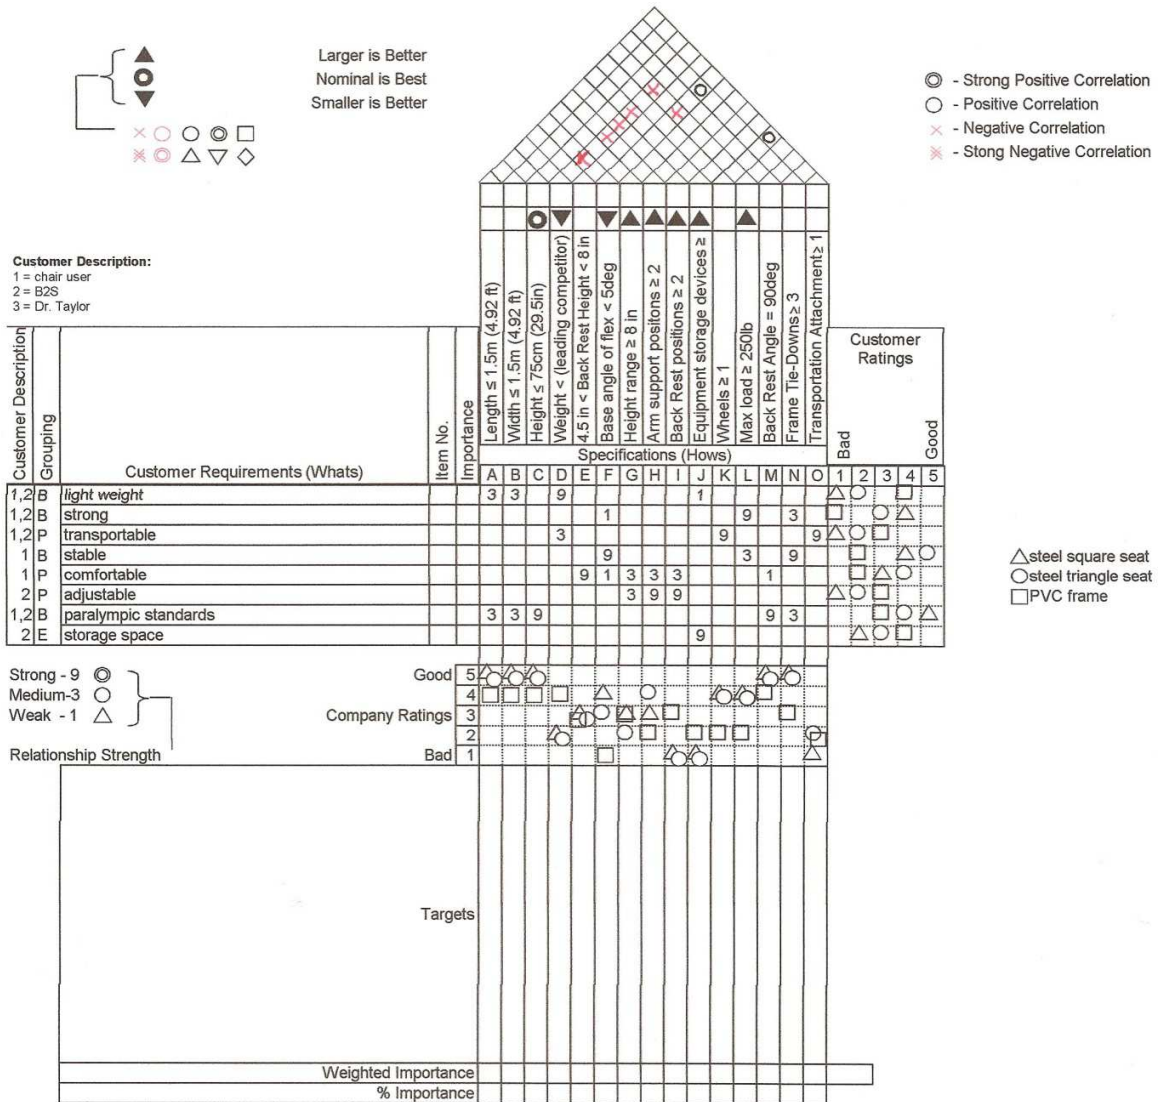 Larger is Better
Nominal is Best
Smaller is Better
- Strong Positive Correlation
- Positive Correlation
- Negative Correlation
- Stong Negative Correlation
Customer Description:
1 = chair user
2 = B2S
3 = Dr. Taylor
Customer Description
Grouping
Customer Requirements (Whats)
Item No.
Importance
Length ≤ 1.5m (4.92 ft)
Width ≤ 1.5m (4.92 ft)
Height ≤ 75cm (29.5in)
Weight < (leading competitor)
4.5 in < Back Rest Height < 8 in
Base angle of flex < 5deg
Height range ≥ 8 in
Arm support positons ≥ 2
Back Rest positions ≥ 2
Equipment storage devices ≥
Wheels ≥ 1
Max load ≥ 250lb
Back Rest Angle = 90deg
Frame Tie-Downs ≥ 3
Transportation Attachment ≥ 1
Customer
Ratings
Bad
Good
Specifications (Hows)
A B C D E F G H I J K L M N O 1 2 3 4 5
1,2 B light weight 3 3 9 1
1,2 B strong 1 9 3
1,2 P transportable 3 9 9
1 B stable 9 3 9
1 P comfortable 9 1 3 3 3 1
2 P adjustable 3 9 9
1,2 B paralympic standards 3 3 9 9 3
2 E storage space 9
steel square seat
steel triangle seat
PVC frame
Strong - 9
Medium-3
Weak - 1
Relationship Strength
Good 5
4
Company Ratings 3
2
Bad 1
Targets
Weighted Importance
% Importance